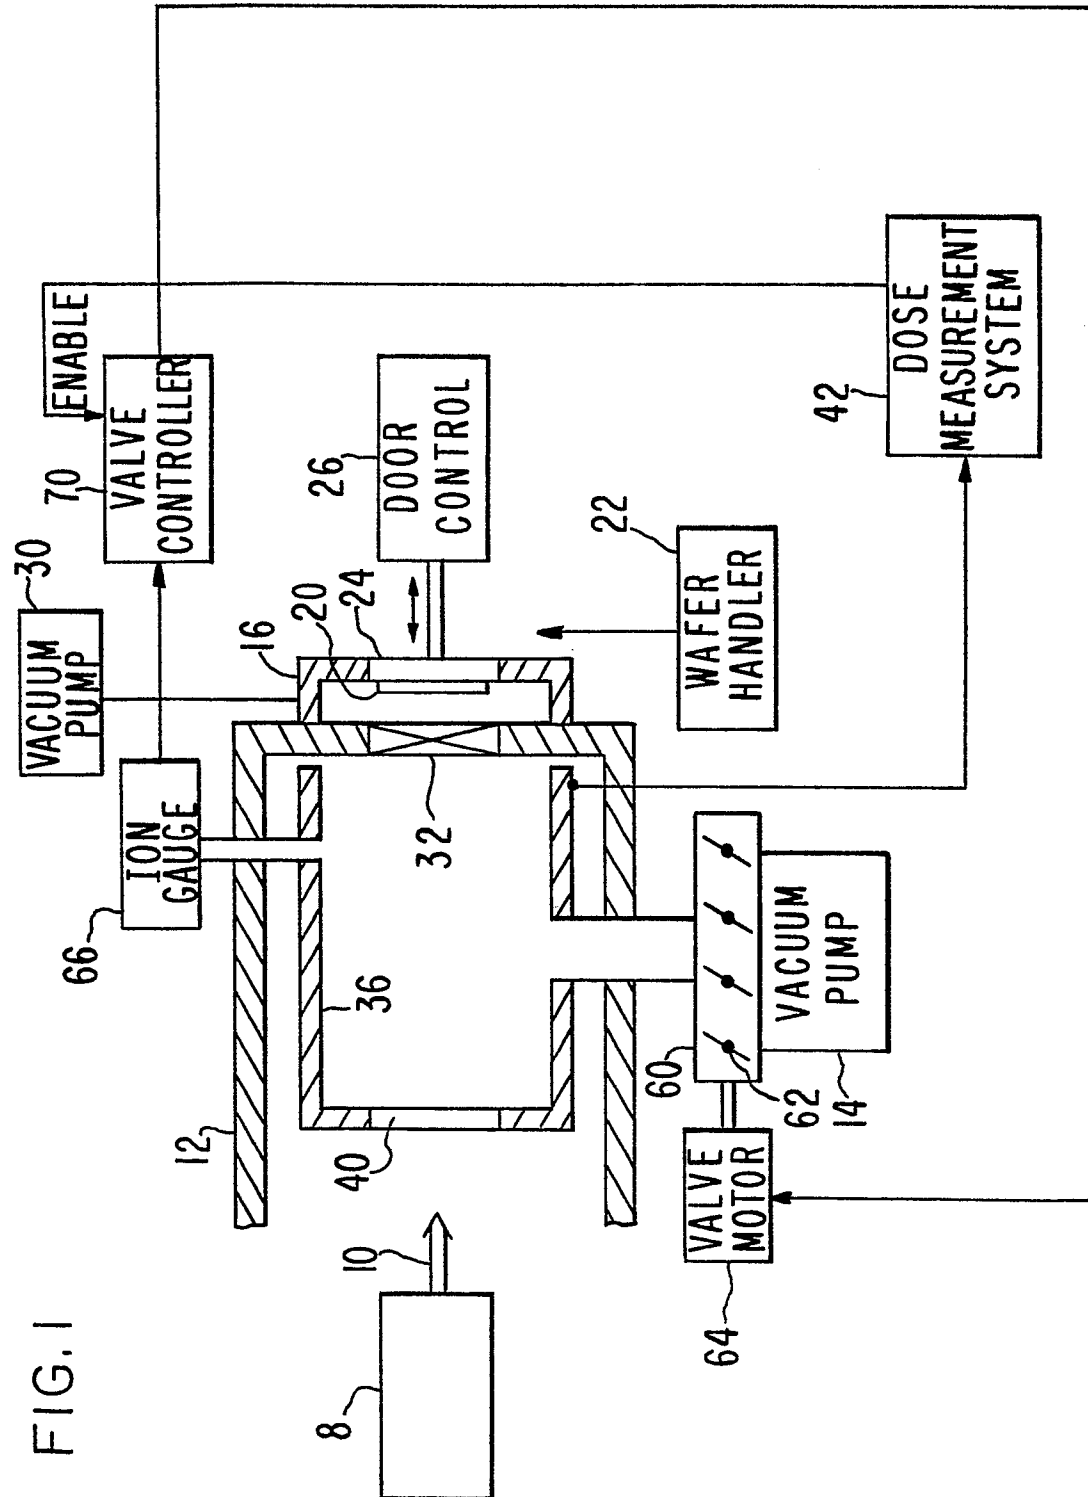 FIG. 1
8
10
12
40
36
66
ION
GAUGE
30
VACUUM
PUMP
70
VALVE
CONTROLLER
ENABLE
16
20
24
26
DOOR
CONTROL
32
22
WAFER
HANDLER
42
DOSE
MEASUREMENT
SYSTEM
60
62
14
VACUUM
PUMP
64
VALVE
MOTOR